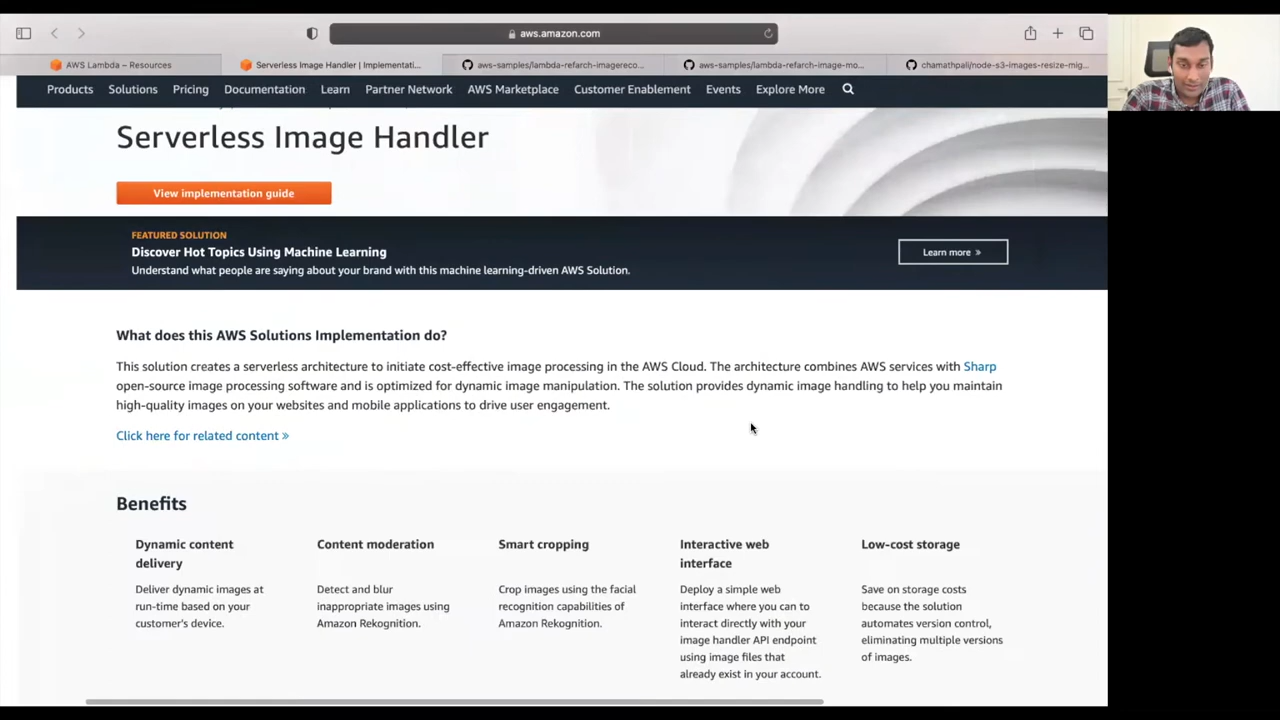 aws.amazon.com
AWS Lambda – Resources
Serverless Image Handler | Implementati...
aws-samples/lambda-refarch-imagereco...
aws-samples/lambda-refarch-image-mo...
chamathpali/node-s3-images-resize-mig...
Products Solutions Pricing Documentation Learn Partner Network AWS Marketplace Customer Enablement Events Explore More
Serverless Image Handler
View implementation guide
FEATURED SOLUTION
Discover Hot Topics Using Machine Learning
Understand what people are saying about your brand with this machine learning-driven AWS Solution.
Learn more »
What does this AWS Solutions Implementation do?
This solution creates a serverless architecture to initiate cost-effective image processing in the AWS Cloud. The architecture combines AWS services with Sharp
open-source image processing software and is optimized for dynamic image manipulation. The solution provides dynamic image handling to help you maintain
high-quality images on your websites and mobile applications to drive user engagement.
Click here for related content »
Benefits
Dynamic content
delivery
Deliver dynamic images at
run-time based on your
customer's device.
Content moderation
Detect and blur
inappropriate images using
Amazon Rekognition.
Smart cropping
Crop images using the facial
recognition capabilities of
Amazon Rekognition.
Interactive web
interface
Deploy a simple web
interface where you can to
interact directly with your
image handler API endpoint
using image files that
already exist in your account.
Low-cost storage
Save on storage costs
because the solution
automates version control,
eliminating multiple versions
of images.